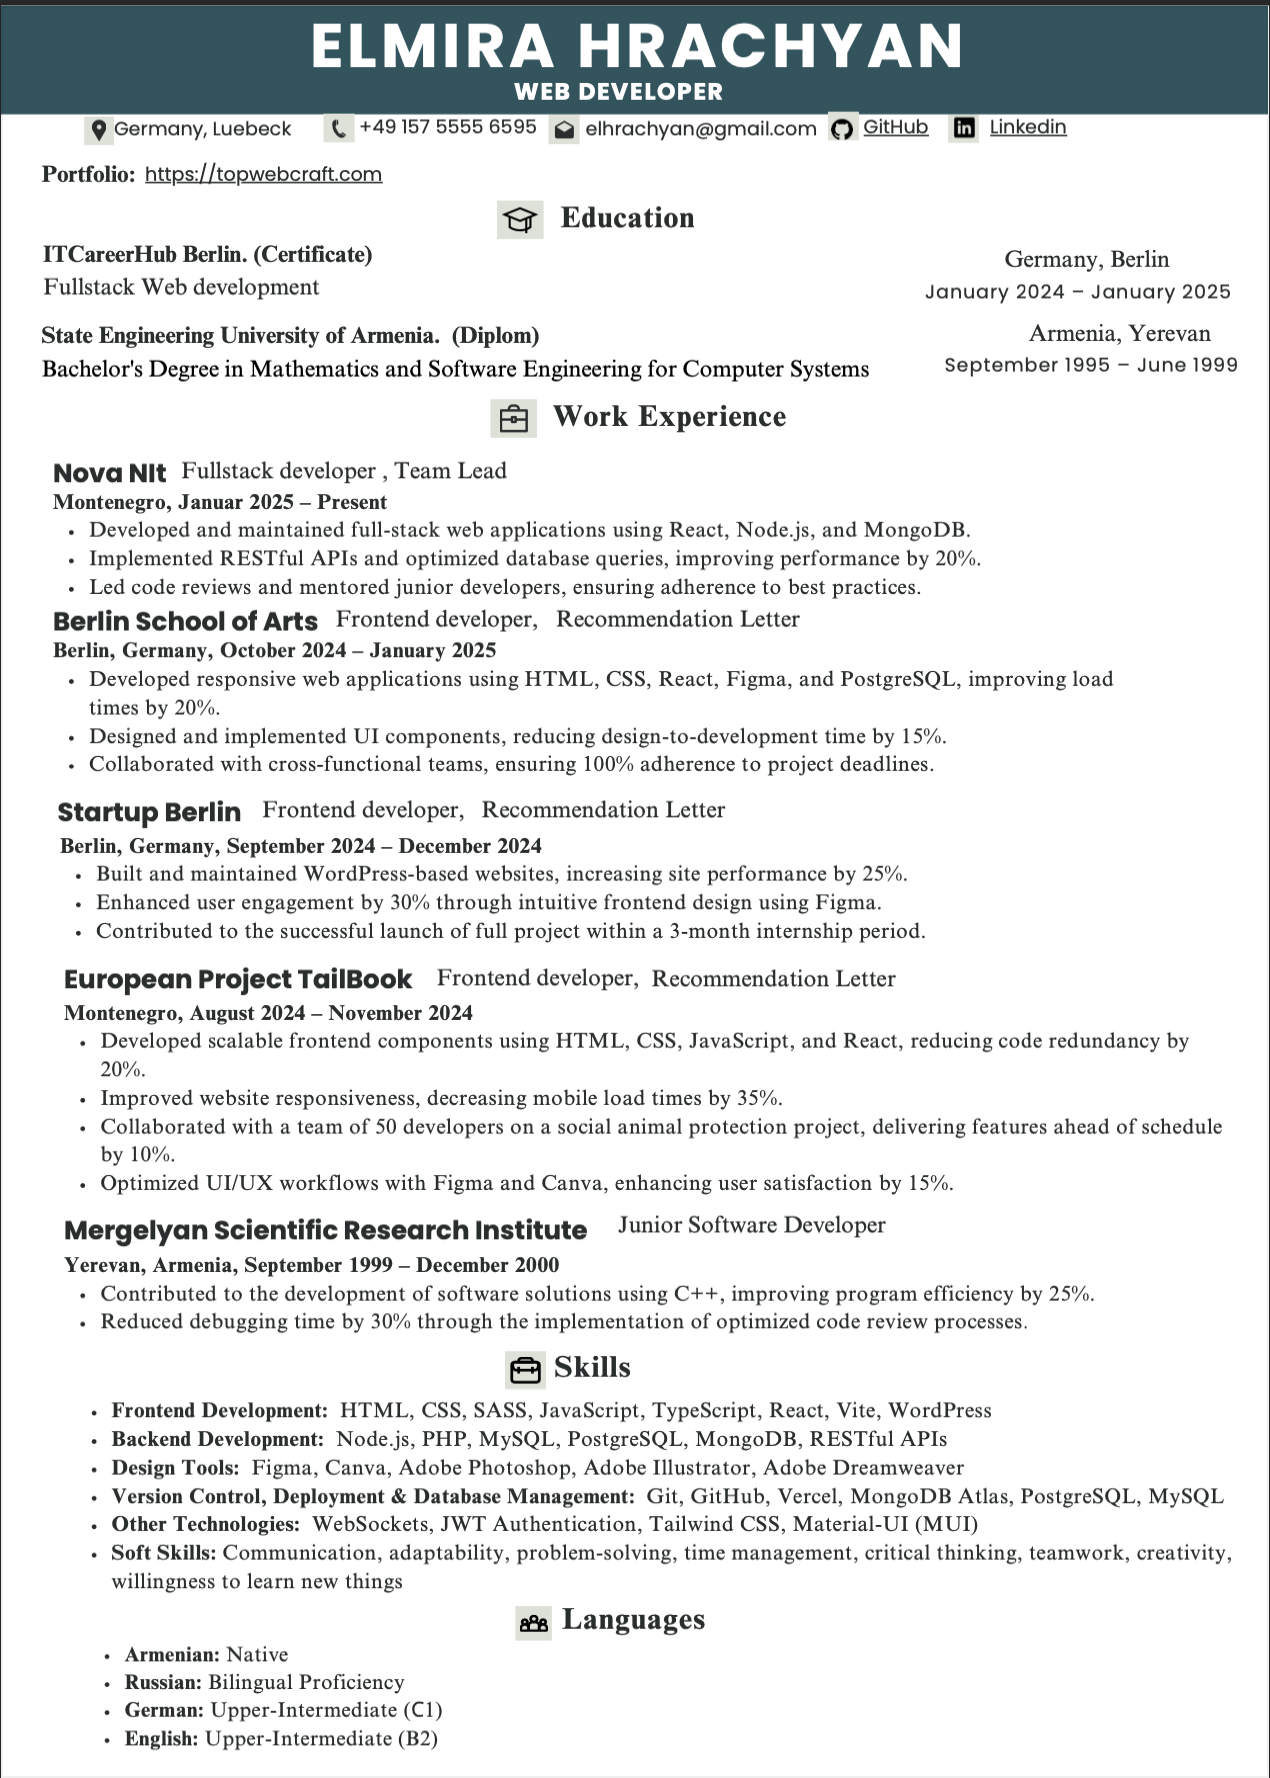 ELMIRA HRACHYAN
WEB DEVELOPER
Germany, Luebeck +49 157 5555 6595 elhrachyan@gmail.com GitHub Linkedin
Portfolio: https://topwebcraft.com
Education
ITCareerHub Berlin. (Certificate)
Germany, Berlin
Fullstack Web development
January 2024 – January 2025
State Engineering University of Armenia. (Diplom)
Armenia, Yerevan
Bachelor's Degree in Mathematics and Software Engineering for Computer Systems
September 1995 – June 1999
Work Experience
Nova NIt Fullstack developer , Team Lead
Montenegro, Januar 2025 – Present
• Developed and maintained full-stack web applications using React, Node.js, and MongoDB.
• Implemented RESTful APIs and optimized database queries, improving performance by 20%.
• Led code reviews and mentored junior developers, ensuring adherence to best practices.
Berlin School of Arts Frontend developer, Recommendation Letter
Berlin, Germany, October 2024 – January 2025
• Developed responsive web applications using HTML, CSS, React, Figma, and PostgreSQL, improving load
times by 20%.
• Designed and implemented UI components, reducing design-to-development time by 15%.
• Collaborated with cross-functional teams, ensuring 100% adherence to project deadlines.
Startup Berlin Frontend developer, Recommendation Letter
Berlin, Germany, September 2024 – December 2024
• Built and maintained WordPress-based websites, increasing site performance by 25%.
• Enhanced user engagement by 30% through intuitive frontend design using Figma.
• Contributed to the successful launch of full project within a 3-month internship period.
European Project TailBook Frontend developer, Recommendation Letter
Montenegro, August 2024 – November 2024
• Developed scalable frontend components using HTML, CSS, JavaScript, and React, reducing code redundancy by
20%.
• Improved website responsiveness, decreasing mobile load times by 35%.
• Collaborated with a team of 50 developers on a social animal protection project, delivering features ahead of schedule
by 10%.
• Optimized UI/UX workflows with Figma and Canva, enhancing user satisfaction by 15%.
Mergelyan Scientific Research Institute Junior Software Developer
Yerevan, Armenia, September 1999 – December 2000
• Contributed to the development of software solutions using C++, improving program efficiency by 25%.
• Reduced debugging time by 30% through the implementation of optimized code review processes.
Skills
• Frontend Development: HTML, CSS, SASS, JavaScript, TypeScript, React, Vite, WordPress
• Backend Development: Node.js, PHP, MySQL, PostgreSQL, MongoDB, RESTful APIs
• Design Tools: Figma, Canva, Adobe Photoshop, Adobe Illustrator, Adobe Dreamweaver
• Version Control, Deployment & Database Management: Git, GitHub, Vercel, MongoDB Atlas, PostgreSQL, MySQL
• Other Technologies: WebSockets, JWT Authentication, Tailwind CSS, Material-UI (MUI)
• Soft Skills: Communication, adaptability, problem-solving, time management, critical thinking, teamwork, creativity,
willingness to learn new things
Languages
• Armenian: Native
• Russian: Bilingual Proficiency
• German: Upper-Intermediate (C1)
• English: Upper-Intermediate (B2)